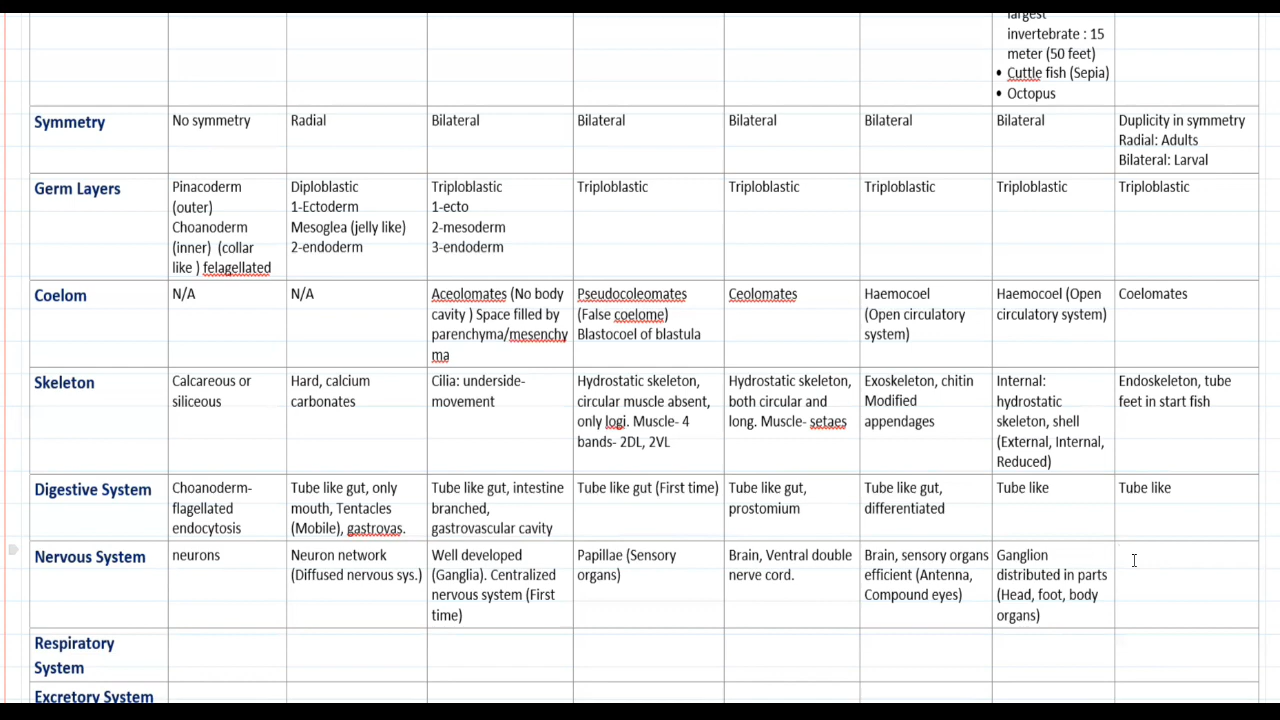 largest
invertebrate : 15
meter (50 feet)
• Cuttle fish (Sepia)
• Octopus
Symmetry
No symmetry
Radial
Bilateral
Bilateral
Bilateral
Bilateral
Bilateral
Duplicity in symmetry
Radial: Adults
Bilateral: Larval
Germ Layers
Pinacoderm
(outer)
Choanoderm
(inner) (collar
like ) felagellated
Diploblastic
1-Ectoderm
Mesoglea (jelly like)
2-endoderm
Triploblastic
1-ecto
2-mesoderm
3-endoderm
Triploblastic
Triploblastic
Triploblastic
Triploblastic
Triploblastic
Coelom
N/A
N/A
Aceolomates (No body
cavity ) Space filled by
parenchyma/mesenchy
ma
Pseudocoleomates
(False coelome)
Blastocoel of blastula
Ceolomates
Haemocoel
(Open circulatory
system)
Haemocoel (Open
circulatory system)
Coelomates
Skeleton
Calcareous or
siliceous
Hard, calcium
carbonates
Cilia: underside-
movement
Hydrostatic skeleton,
circular muscle absent,
only logi. Muscle- 4
bands- 2DL, 2VL
Hydrostatic skeleton,
both circular and
long. Muscle- setaes
Exoskeleton, chitin
Modified
appendages
Internal:
hydrostatic
skeleton, shell
(External, Internal,
Reduced)
Endoskeleton, tube
feet in start fish
Digestive System
Choanoderm-
flagellated
endocytosis
Tube like gut, only
mouth, Tentacles
(Mobile), gastrovas.
Tube like gut, intestine
branched,
gastrovascular cavity
Tube like gut (First time)
Tube like gut,
prostomium
Tube like gut,
differentiated
Tube like
Tube like
Nervous System
neurons
Neuron network
(Diffused nervous sys.)
Well developed
(Ganglia). Centralized
nervous system (First
time)
Papillae (Sensory
organs)
Brain, Ventral double
nerve cord.
Brain, sensory organs
efficient (Antenna,
Compound eyes)
Ganglion
distributed in parts
(Head, foot, body
organs)
Respiratory
System
Excretory System